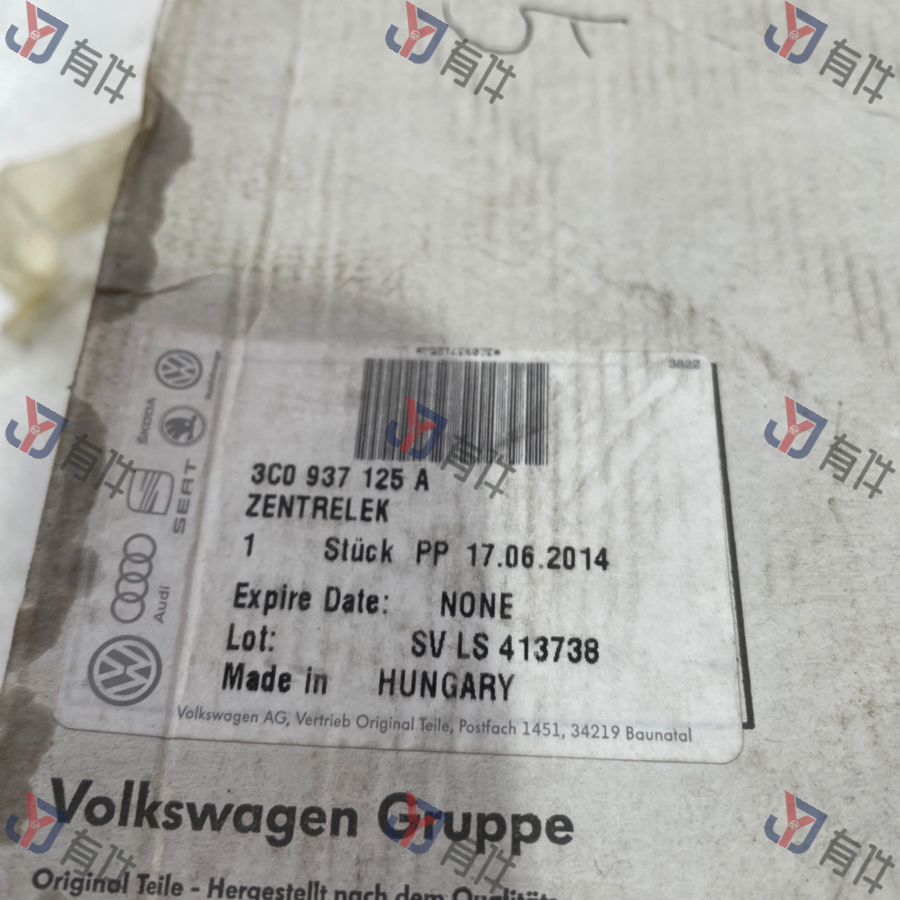 3822
3C0 937 125 A
ZENTRELEK
1 Stück PP 17.06.2014
Expire Date: NONE
Lot: SV LS 413738
Made in HUNGARY
ŠKODA
SEAT
Audi
Volkswagen AG, Vertrieb Original Teile, Postfach 1451, 34219 Baunatal
Volkswagen Gruppe
Original Teile - Hergestellt nach dem
有件
有件
有件
有件
有件
有件
有件
有件
有件